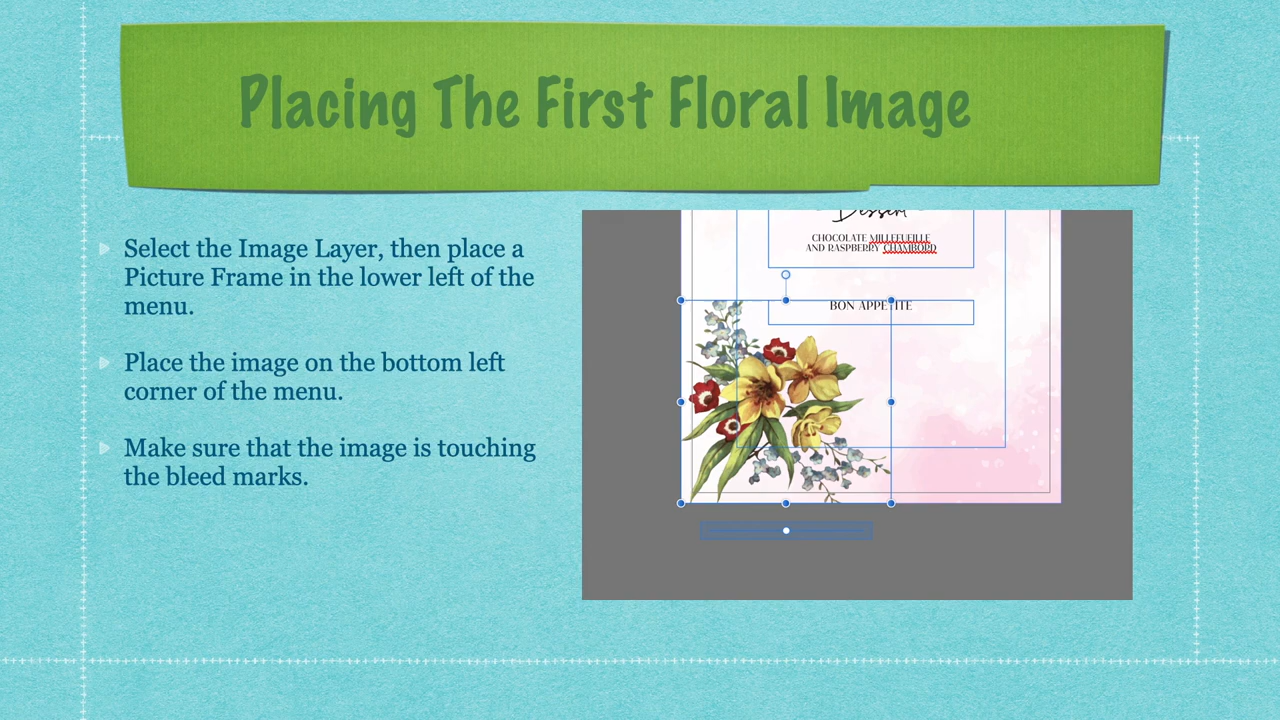 Placing The First Floral Image
Select the Image Layer, then place a
Picture Frame in the lower left of the
menu.
Place the image on the bottom left
corner of the menu.
Make sure that the image is touching
the bleed marks.
Dessert
CHOCOLATE MILLEFUEILLE
AND RASPBERRY CHAMBORD
BON APPETITE